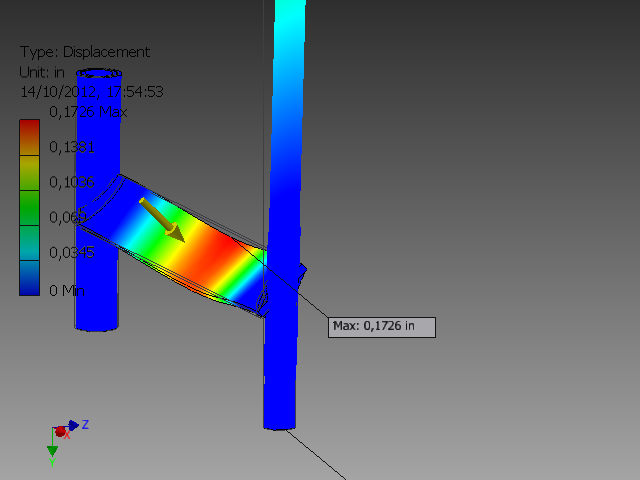 Type: Displacement
Unit: in
14/10/2012, 17:54:53
0,1726 Max
0,1381
0,1035
0,0345
0 Min
Max: 0,1726 in
Z
X
Y